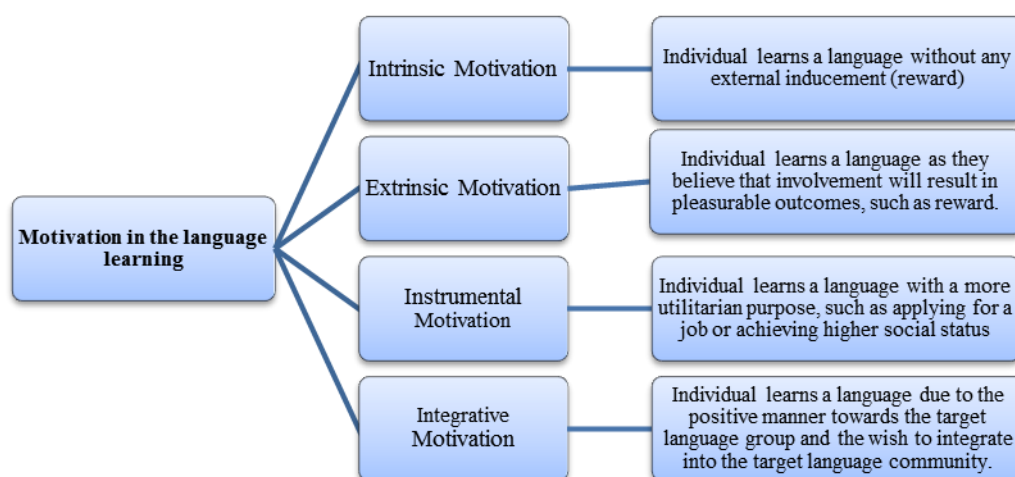 Motivation in the language
learning
Intrinsic Motivation
Individual learns a language without any
external inducement (reward)
Extrinsic Motivation
Individual learns a language as they
believe that involvement will result in
pleasurable outcomes, such as reward.
Instrumental
Motivation
Individual learns a language with a more
utilitarian purpose, such as applying for a
job or achieving higher social status
Integrative
Motivation
Individual learns a language due to the
positive manner towards the target
language group and the wish to integrate
into the target language community.